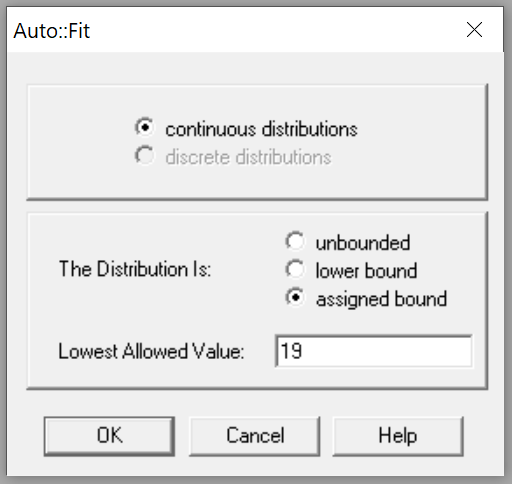 Auto::Fit
continuous distributions
discrete distributions
The Distribution Is:
unbounded
lower bound
assigned bound
Lowest Allowed Value: 19
OK Cancel Help